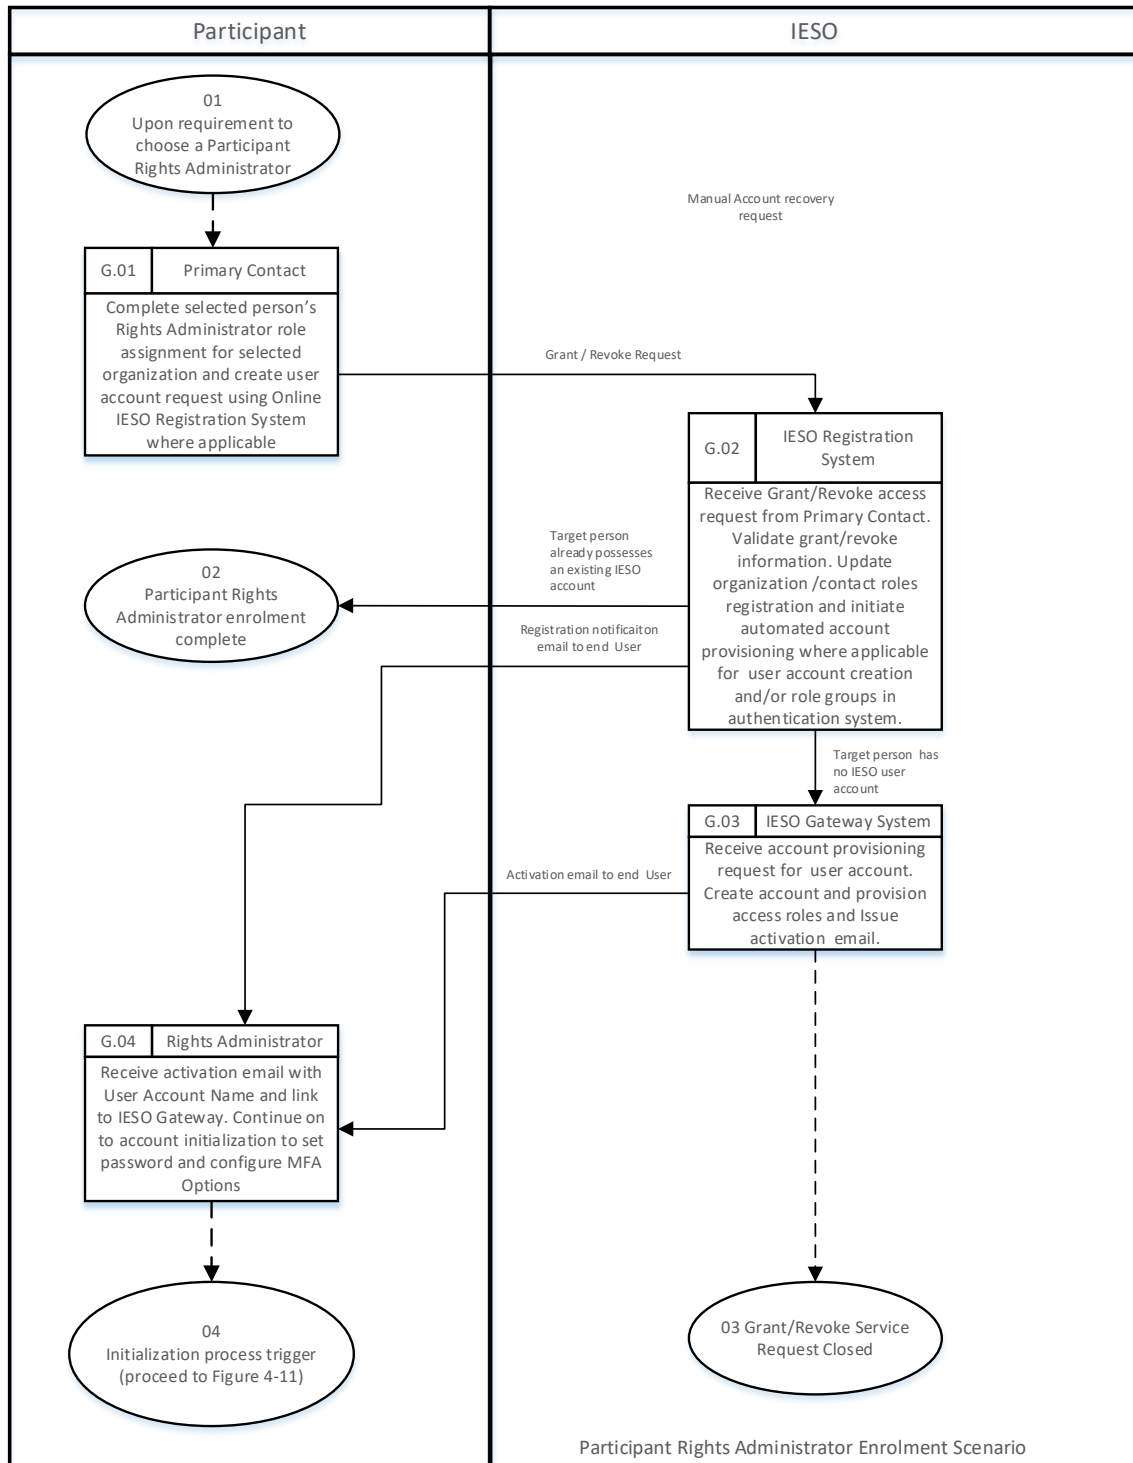 Participant
IESO
01
Upon requirement to
choose a Participant
Rights Administrator
Manual Account recovery
request
G.01
Primary Contact
Complete selected person's
Rights Administrator role
assignment for selected
organization and create user
account request using Online
IESO Registration System
where applicable
Grant / Revoke Request
G.02
IESO Registration
System
Receive Grant/Revoke access
request from Primary Contact.
Validate grant/revoke
information. Update
organization /contact roles
registration and initiate
automated account
provisioning where applicable
for user account creation
and/or role groups in
authentication system.
Target person
already possesses
an existing IESO
account
02
Participant Rights
Administrator enrolment
complete
Registration notificaiton
email to end User
Target person has
no IESO user
account
G.03
IESO Gateway System
Receive account provisioning
request for user account.
Create account and provision
access roles and Issue
activation email.
Activation email to end User
G.04
Rights Administrator
Receive activation email with
User Account Name and link
to IESO Gateway. Continue on
to account initialization to set
password and configure MFA
Options
04
Initialization process trigger
(proceed to Figure 4-11)
03 Grant/Revoke Service
Request Closed
Participant Rights Administrator Enrolment Scenario